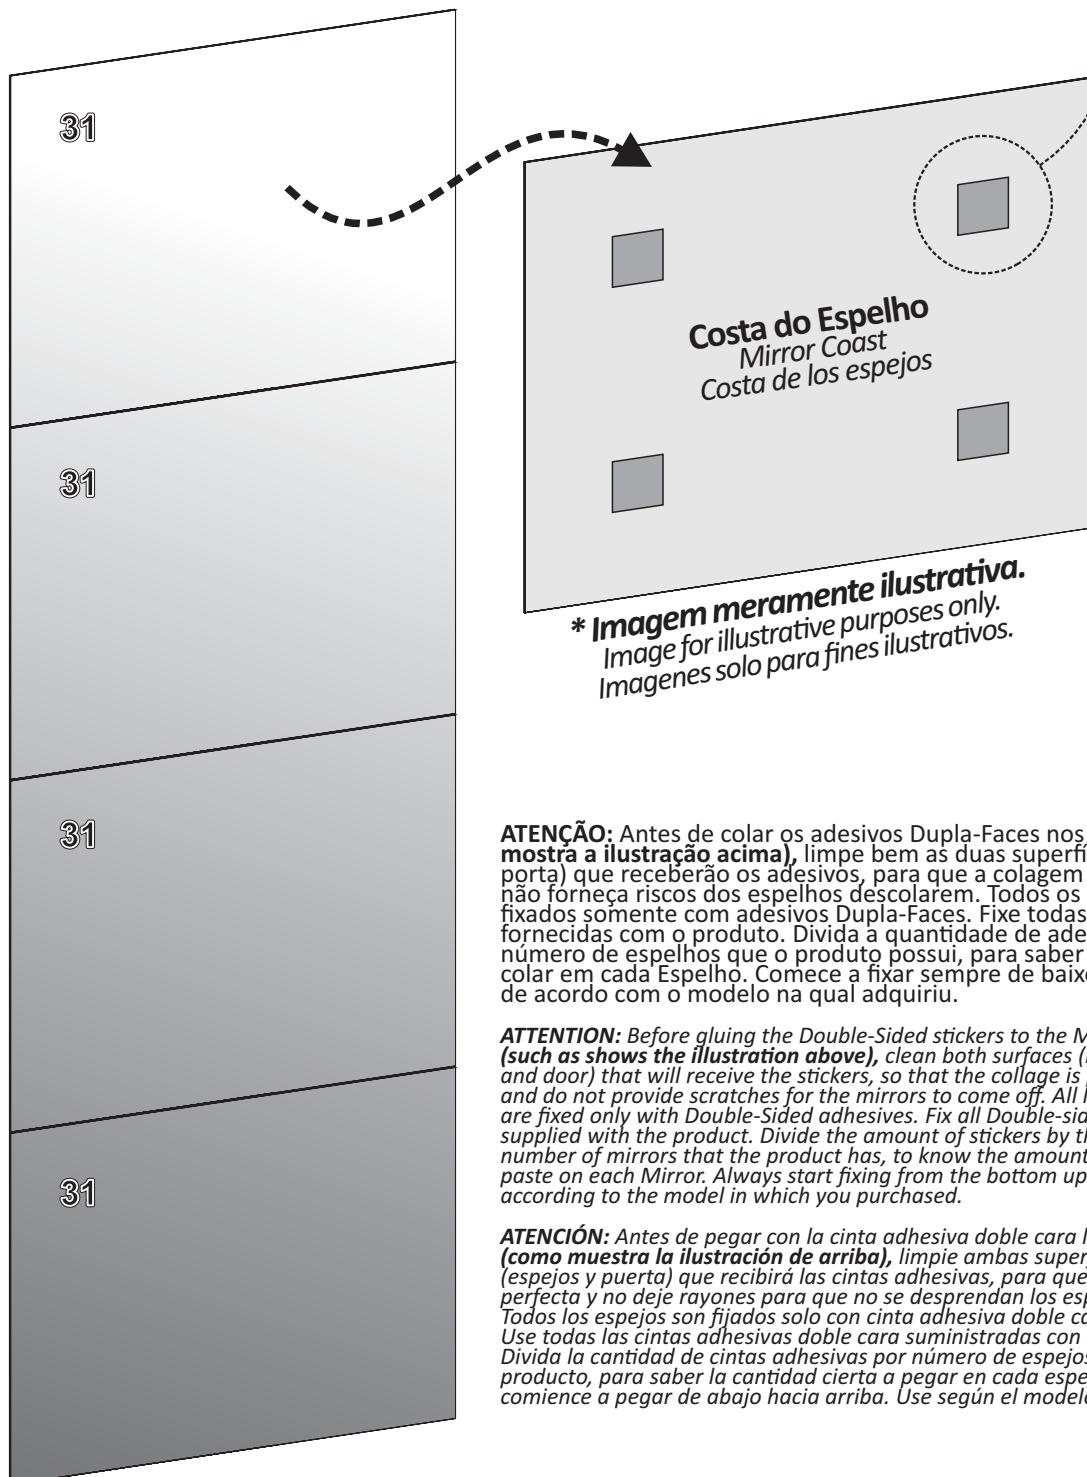 31
Costa do Espelho
Mirror Coast
Costa de los espejos
31
* Imagem meramente ilustrativa.
Image for illustrative purposes only.
Imagenes solo para fines ilustrativos.
31
ATENÇÃO: Antes de colar os adesivos Dupla-Faces nos
mostra a ilustração acima), limpe bem as duas
porta) que receberão os adesivos, para que a colagem
não forneça riscos dos espelhos descolarem. Todos os
fixados somente com adesivos Dupla-Faces. Fixe todas
fornecidas com o produto. Divida a quantidade de
número de espelhos que o produto possui, para saber
colar em cada Espelho. Comece a fixar sempre de
de acordo com o modelo na qual adquiriu.
ATTENTION: Before gluing the Double-Sided stickers to the
(such as shows the illustration above), clean both surfaces
and door) that will receive the stickers, so that the collage is
and do not provide scratches for the mirrors to come off. All
are fixed only with Double-Sided adhesives. Fix all
supplied with the product. Divide the amount of stickers by
number of mirrors that the product has, to know the amount
paste on each Mirror. Always start fixing from the bottom up
according to the model in which you purchased.
31
ATENCIÓN: Antes de pegar con la cinta adhesiva doble cara
(como muestra la ilustración de arriba), limpie ambas
(espejos y puerta) que recibirá las cintas adhesivas, para que
perfecta y no deje rayones para que no se desprendan los
Todos los espejos son fijados solo con cinta adhesiva doble
Use todas las cintas adhesivas doble cara suministradas con
Divida la cantidad de cintas adhesivas por número de espejos
producto, para saber la cantidad cierta a pegar en cada
comience a pegar de abajo hacia arriba. Use según el